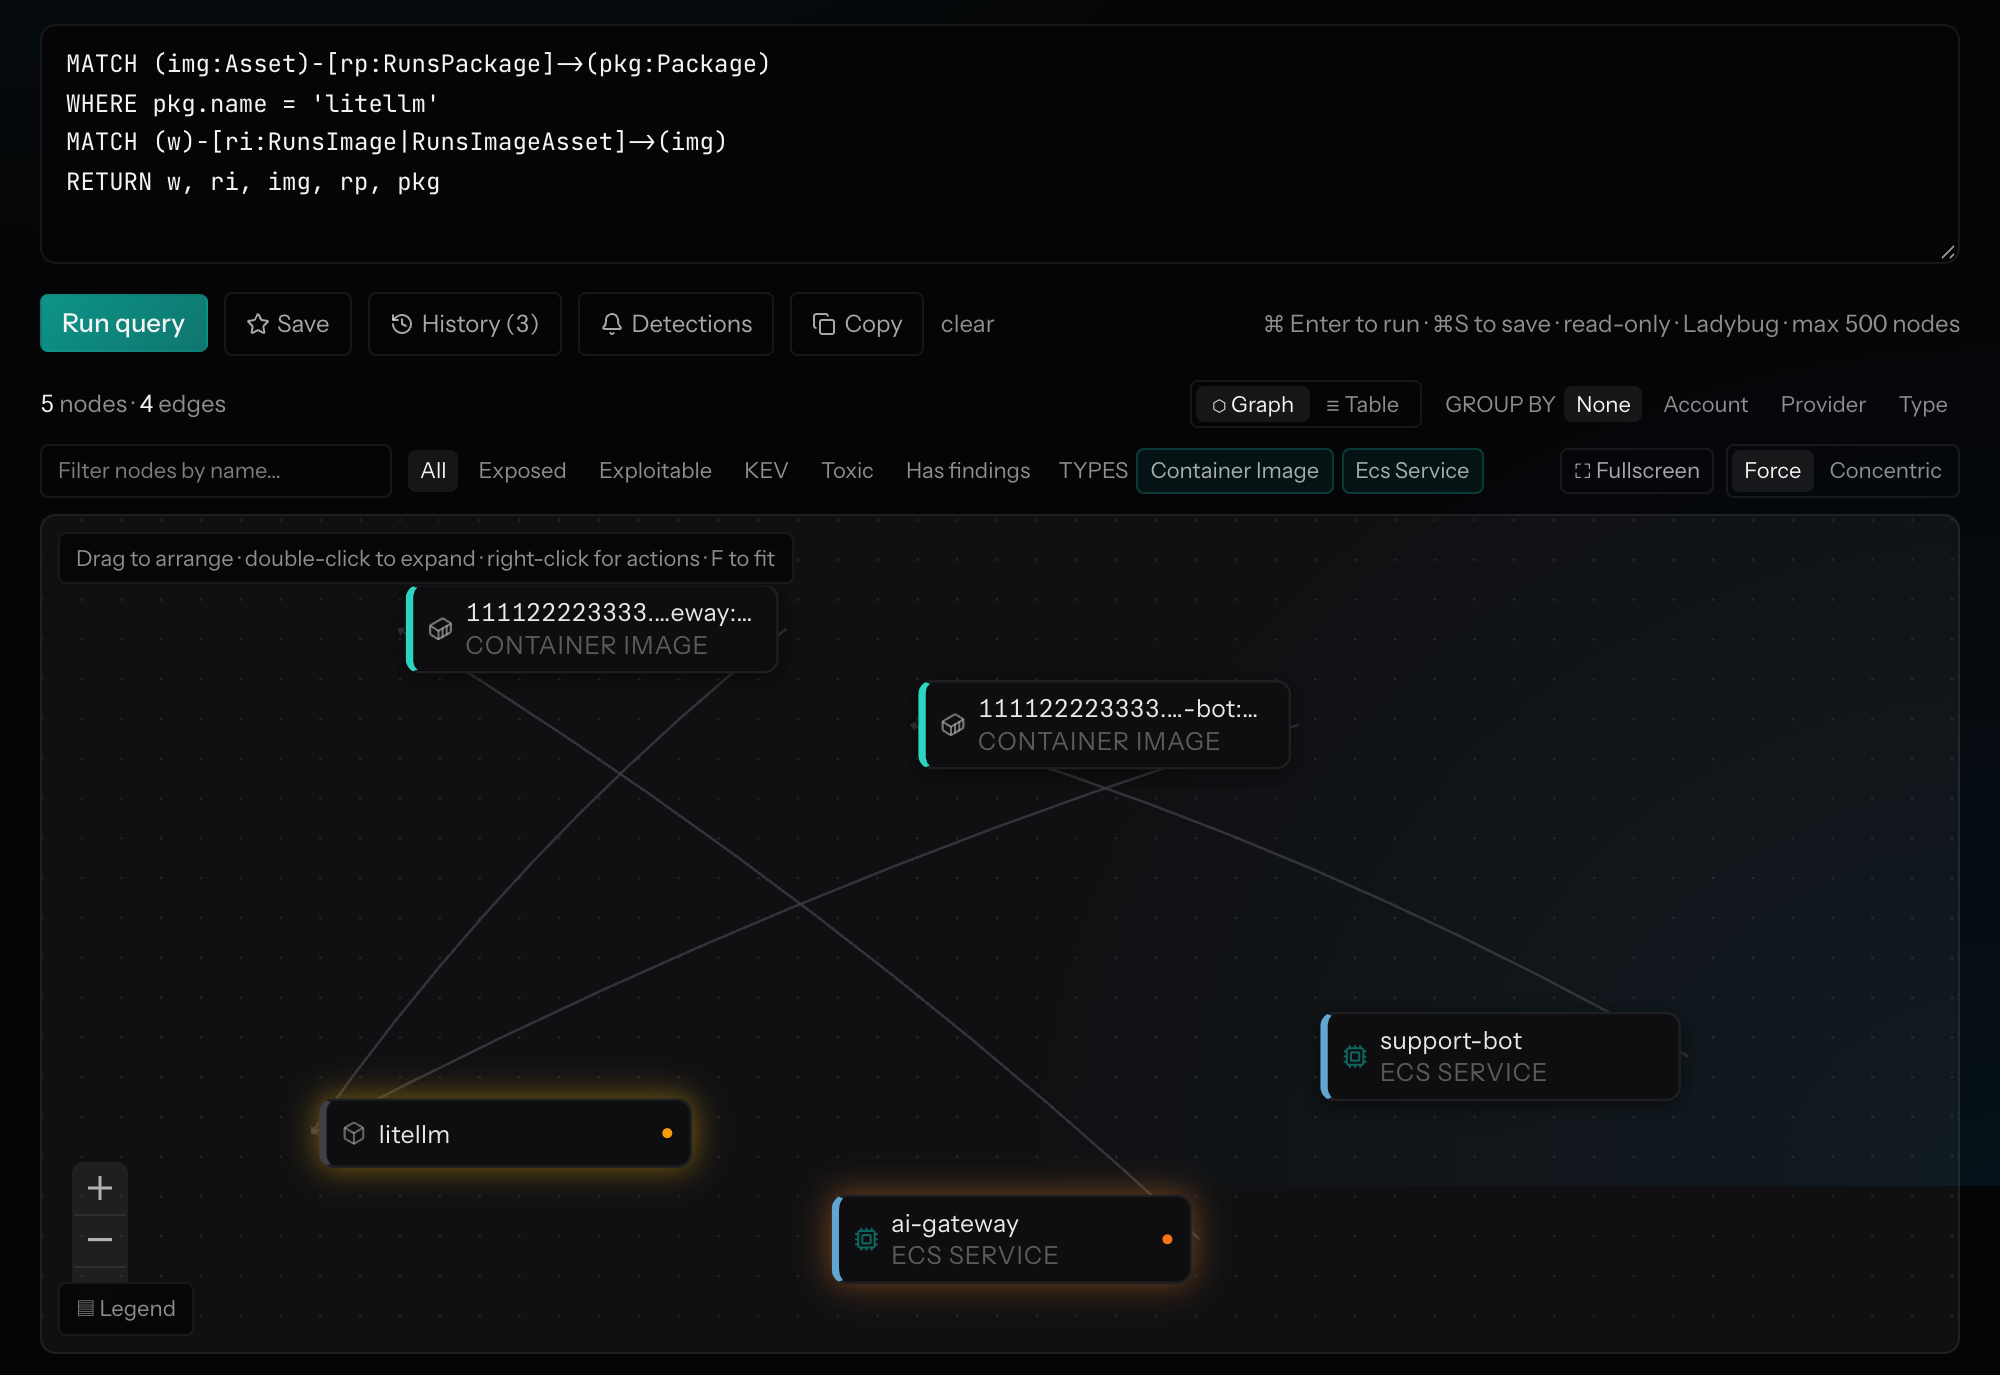 MATCH (img:Asset)-[rp:RunsPackage]->(pkg:Package)
WHERE pkg.name = 'litellm'
MATCH (w)-[ri:RunsImage|RunsImageAsset]->(img)
RETURN w, ri, img, rp, pkg
Run query Save History (3) Detections Copy clear ⌘ Enter to run · ⌘S to save · read-only · Ladybug · max 500 nodes
5 nodes · 4 edges Graph Table GROUP BY None Account Provider Type
Filter nodes by name... All Exposed Exploitable KEV Toxic Has findings TYPES Container Image Ecs Service Fullscreen Force Concentric
Drag to arrange · double-click to expand · right-click for actions · F to fit
111122223333....eway:...
CONTAINER IMAGE
111122223333....-bot:...
CONTAINER IMAGE
support-bot
ECS SERVICE
litellm
ai-gateway
ECS SERVICE
Legend